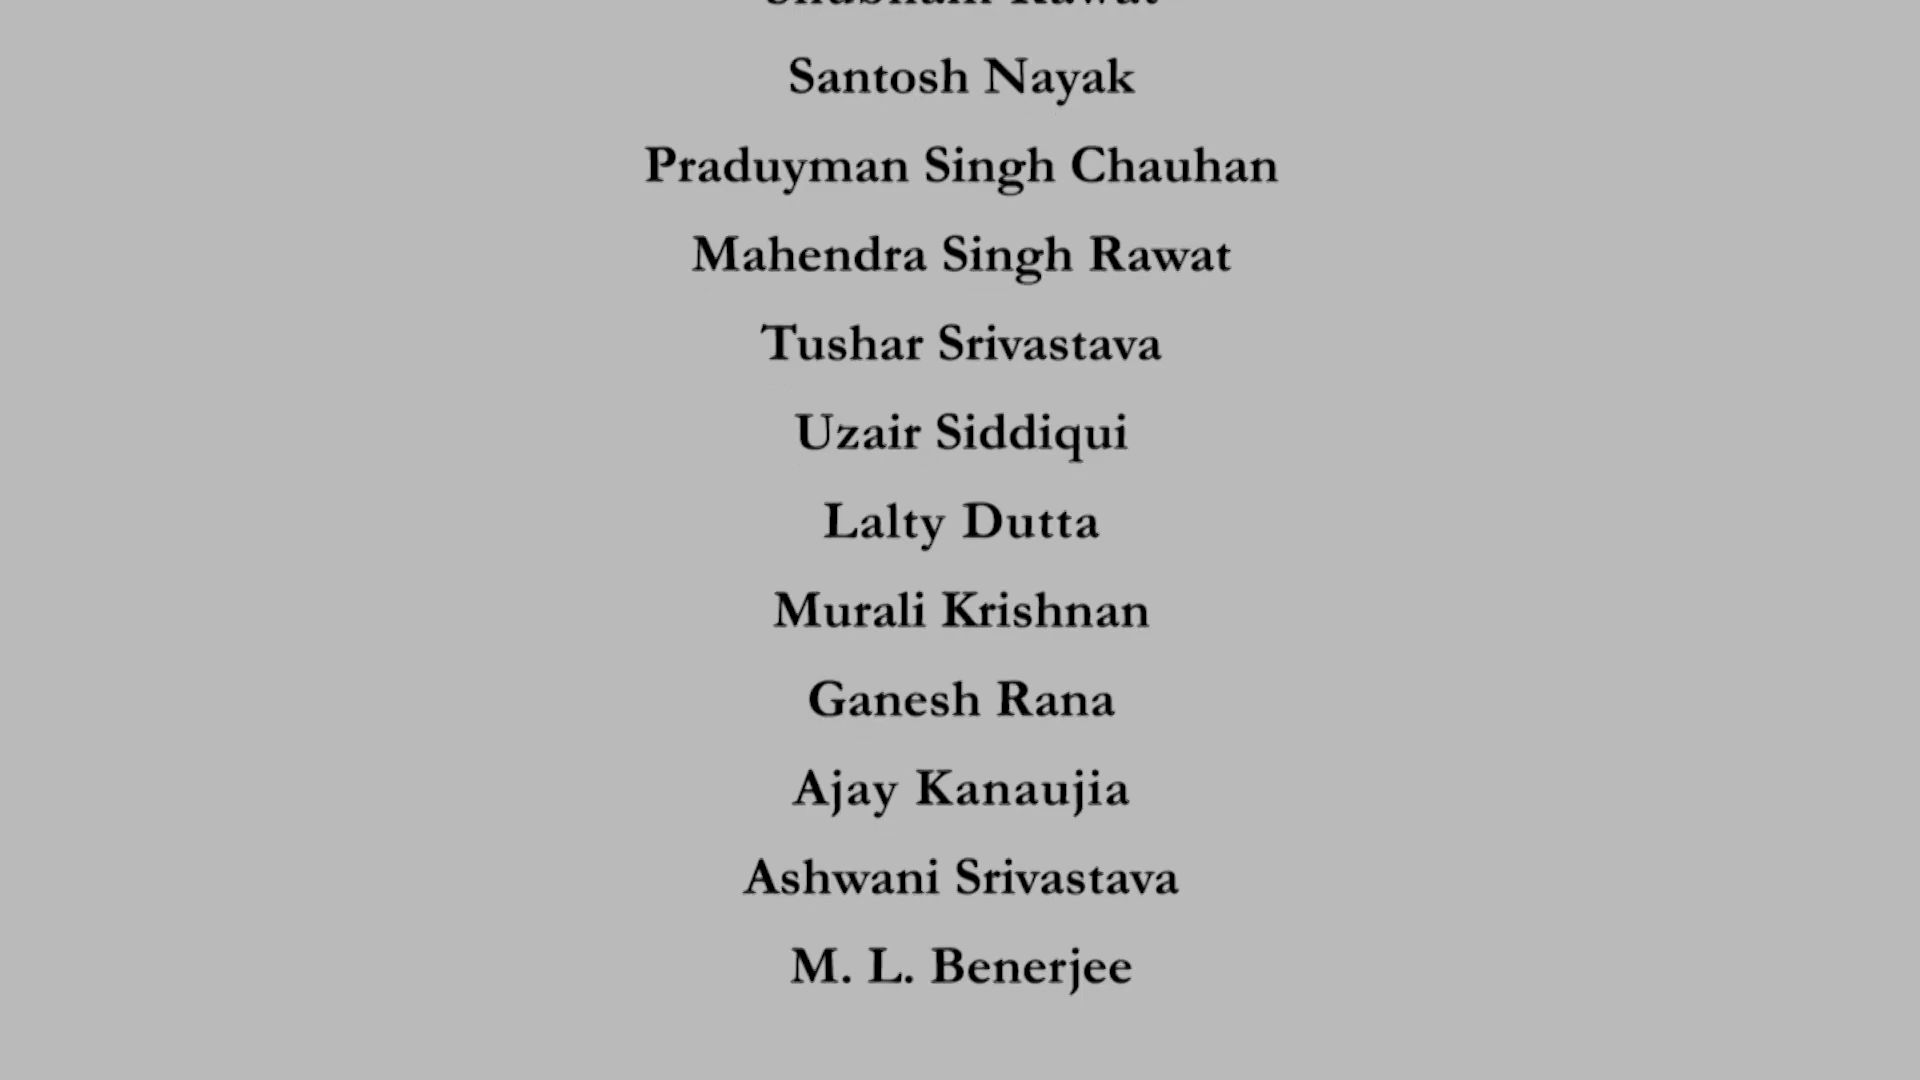 Santosh Nayak
Praduyman Singh Chauhan
Mahendra Singh Rawat
Tushar Srivastava
Uzair Siddiqui
Lalty Dutta
Murali Krishnan
Ganesh Rana
Ajay Kanaujia
Ashwani Srivastava
M. L. Benerjee